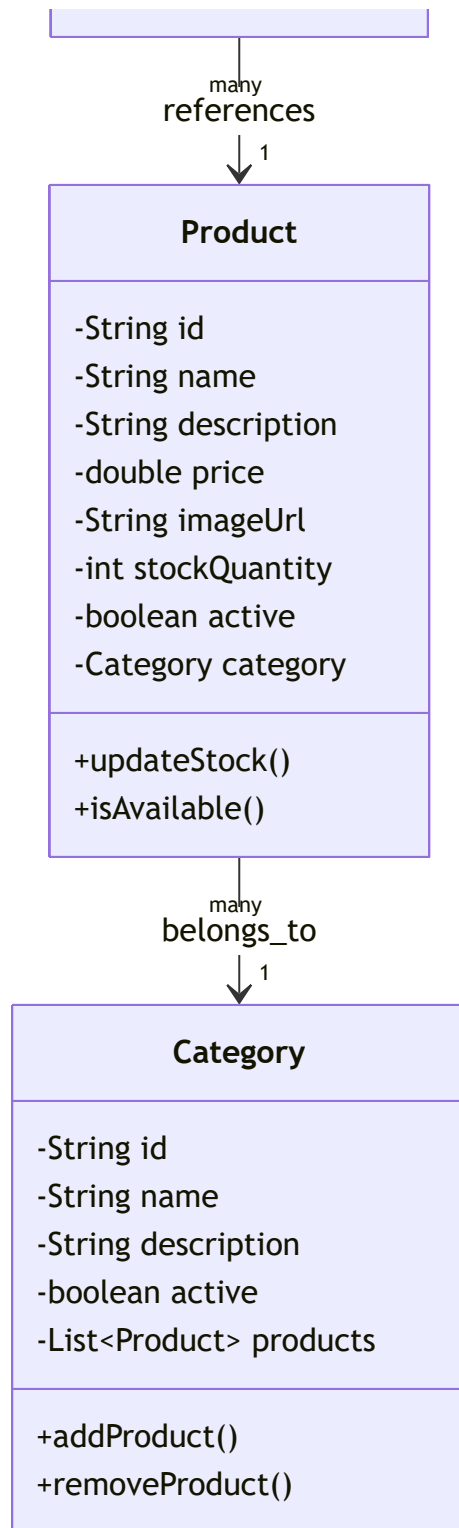 many
references
1
Product
-String id
-String name
-String description
-double price
-String imageUrl
-int stockQuantity
-boolean active
-Category category
+updateStock()
+isAvailable()
many
belongs_to
1
Category
-String id
-String name
-String description
-boolean active
-List<Product> products
+addProduct()
+removeProduct()